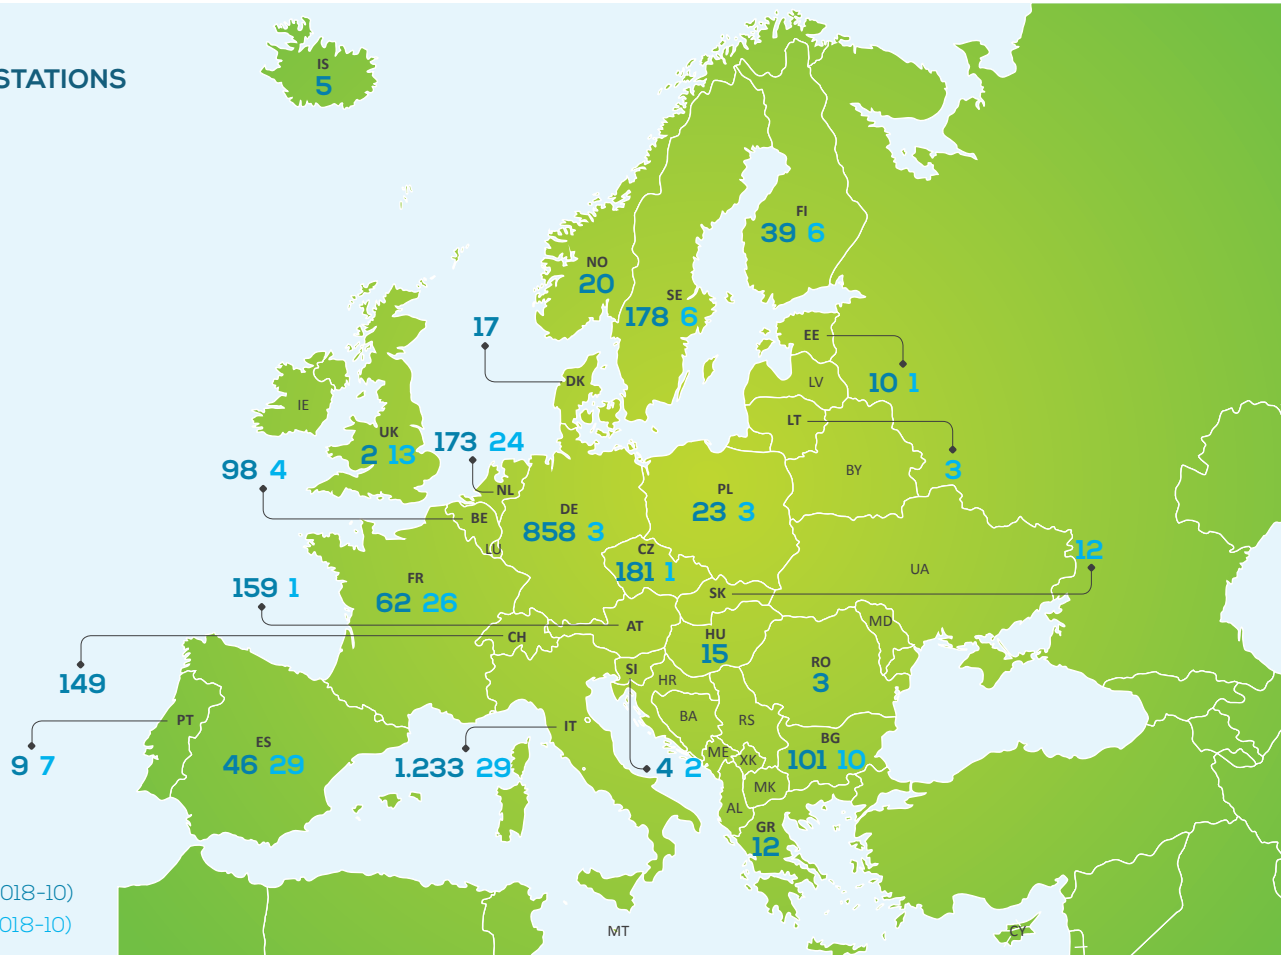 STATIONS
IS
5
FI
39 6
NO
20
SE
178 6
17
DK
EE
10 1
LV
LT
3
IE
UK
2 13
173 24
NL
98 4
BE
BY
PL
23 3
DE
858 3
LU
CZ
181 1
12
UA
SK
FR
62 26
159 1
AT
CH
149
HU
15
MD
RO
3
SI
HR
PT
9 7
ES
46 29
IT
1.233 29
4 2
BA
RS
ME
XK
BG
101 10
MK
AL
GR
12
MT
CY
018-10)
018-10)